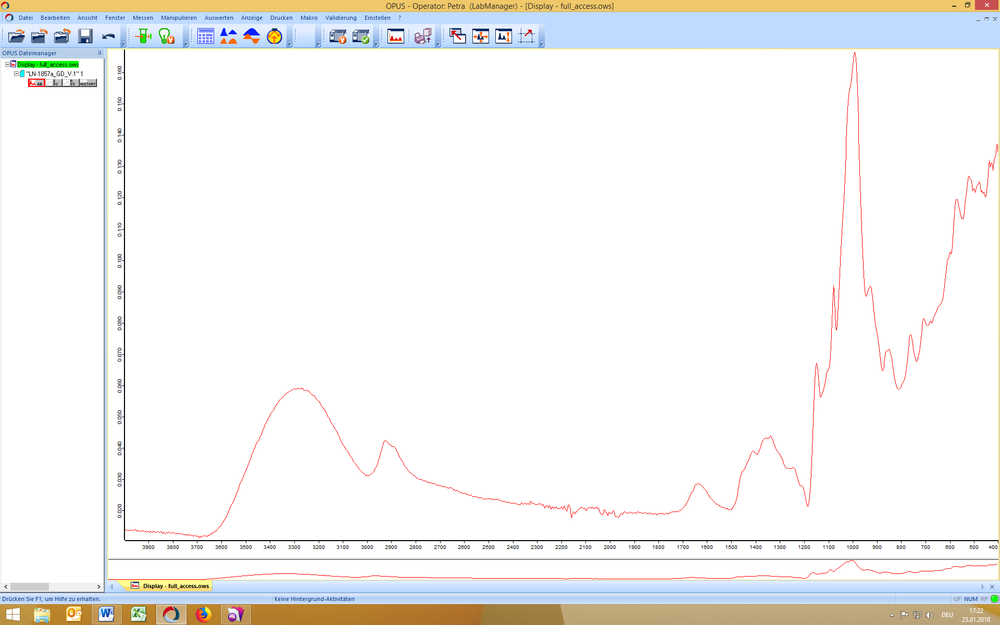 OPUS - Operator: Petra (LabManager) - [Display - full_access.ows]
Datei Bearbeiten Ansicht Fenster Messen Manipulieren Auswerten Anzeige Drucken Makro Validierung Einstellen ?
OPUS Dateimanager
Display - full_access.ows
"LN-1857a_GD_V.1" 1
AB S SC R SC HISTORY
0.160
0.150
0.140
0.130
0.120
0.110
0.100
0.090
0.080
0.070
0.060
0.050
0.040
0.030
0.020
3900 3800 3700 3600 3500 3400 3300 3200 3100 3000 2900 2800 2700 2600 2500 2400 2300 2200 2100 2000 1900 1800 1700 1600 1500 1400 1300 1200 1100 1000 900 800 700 600 500 400
Display - full_access.ows
Drücken Sie F1, um Hilfe zu erhalten. Keine Hintergrund-Aktivitäten UF NUM RF
DEU 17:22
23.01.2018